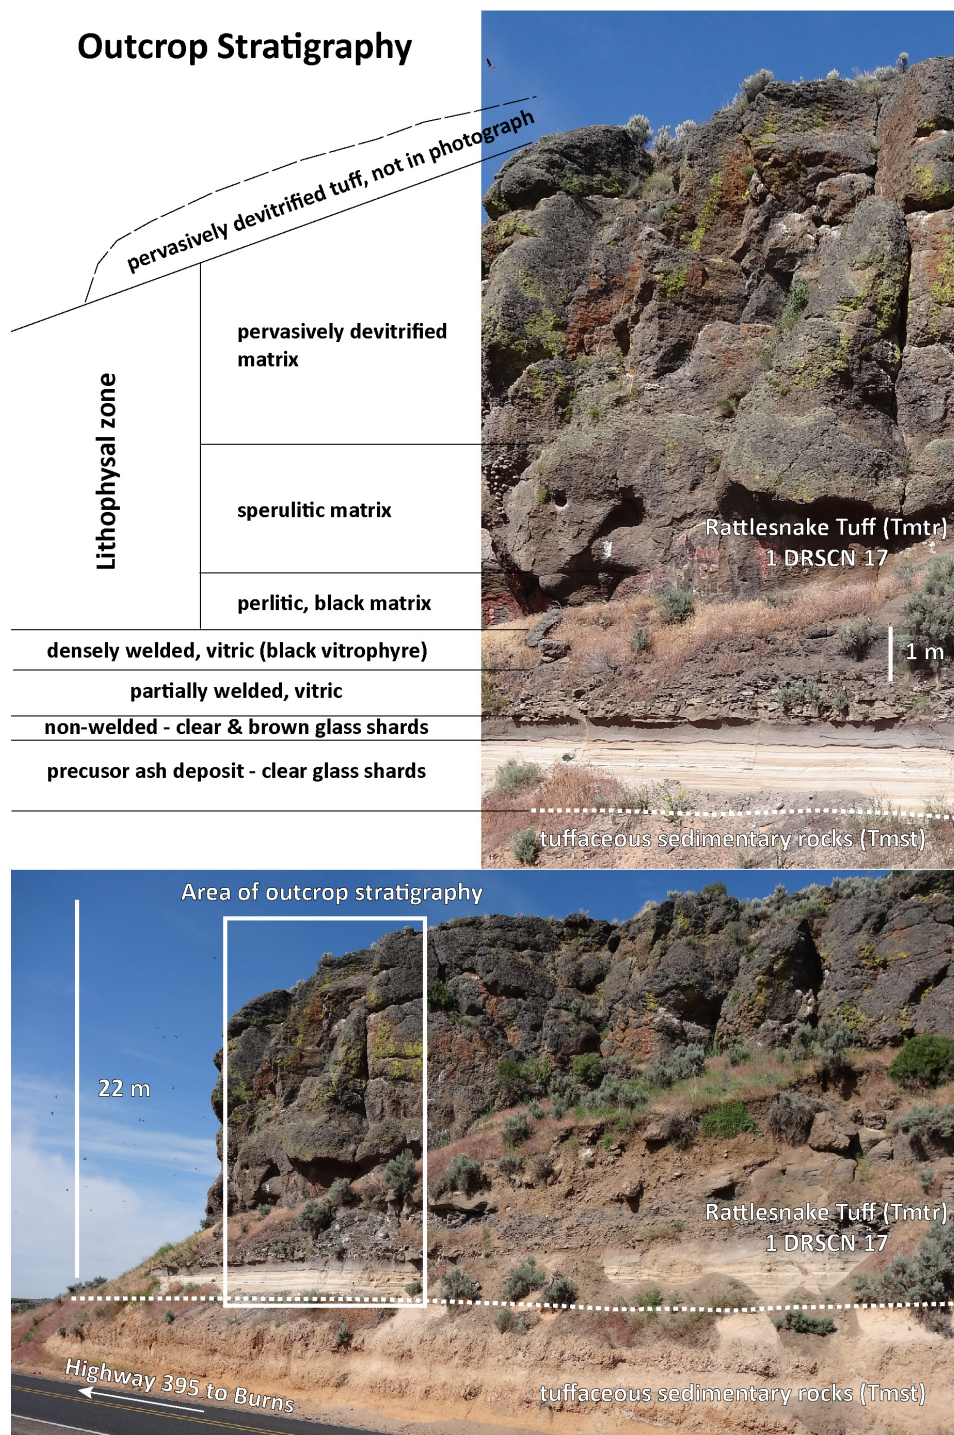 Outcrop Stratigraphy
pervasively devitrified tuff, not in photograph
Lithophysal zone
pervasively devitrified
matrix
sperulitic matrix
perlitic, black matrix
densely welded, vitric (black vitrophyre)
partially welded, vitric
non-welded - clear & brown glass shards
precusor ash deposit - clear glass shards
Rattlesnake Tuff (Tmtr)
1 DRSCN 17
1 m
tuffaceous sedimentary rocks (Tmst)
Area of outcrop stratigraphy
22 m
Rattlesnake Tuff (Tmtr)
1 DRSCN 17
Highway 395 to Burns
tuffaceous sedimentary rocks (Tmst)